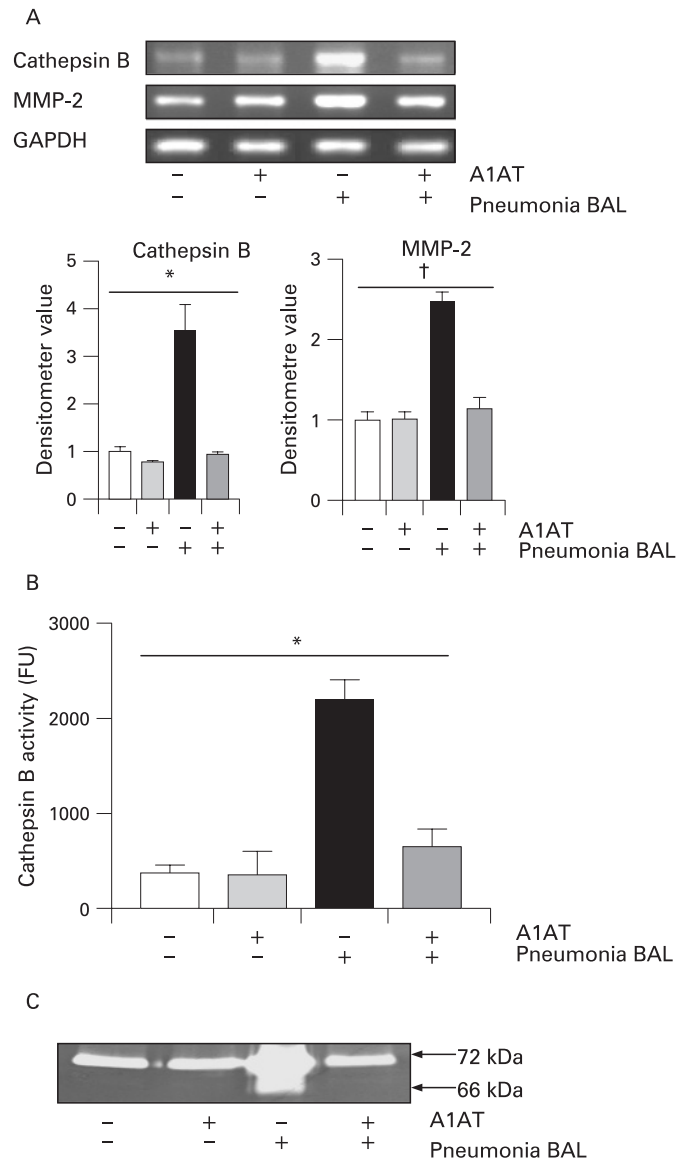 A
Cathepsin B
MMP-2
GAPDH
– + – + A1AT
– – + + Pneumonia BAL
Cathepsin B
*
Densitometer value
5
4
3
2
1
0
– + – +
– – + +
MMP-2
†
Densitometre value
3
2
1
0
– + – + A1AT
– – + + Pneumonia BAL
B
*
Cathepsin B activity (FU)
3000
2000
1000
0
– + – + A1AT
– – + + Pneumonia BAL
C
72 kDa
66 kDa
– + – + A1AT
– – + + Pneumonia BAL